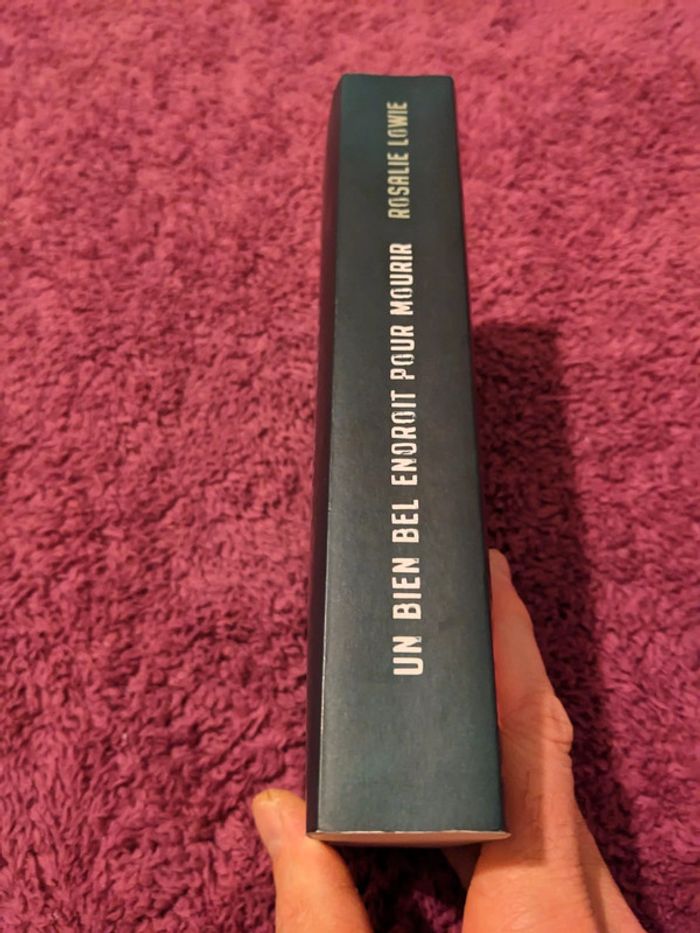 UN BIEN BEL ENDROIT POUR MOURIR
ROSALIE LOWIE